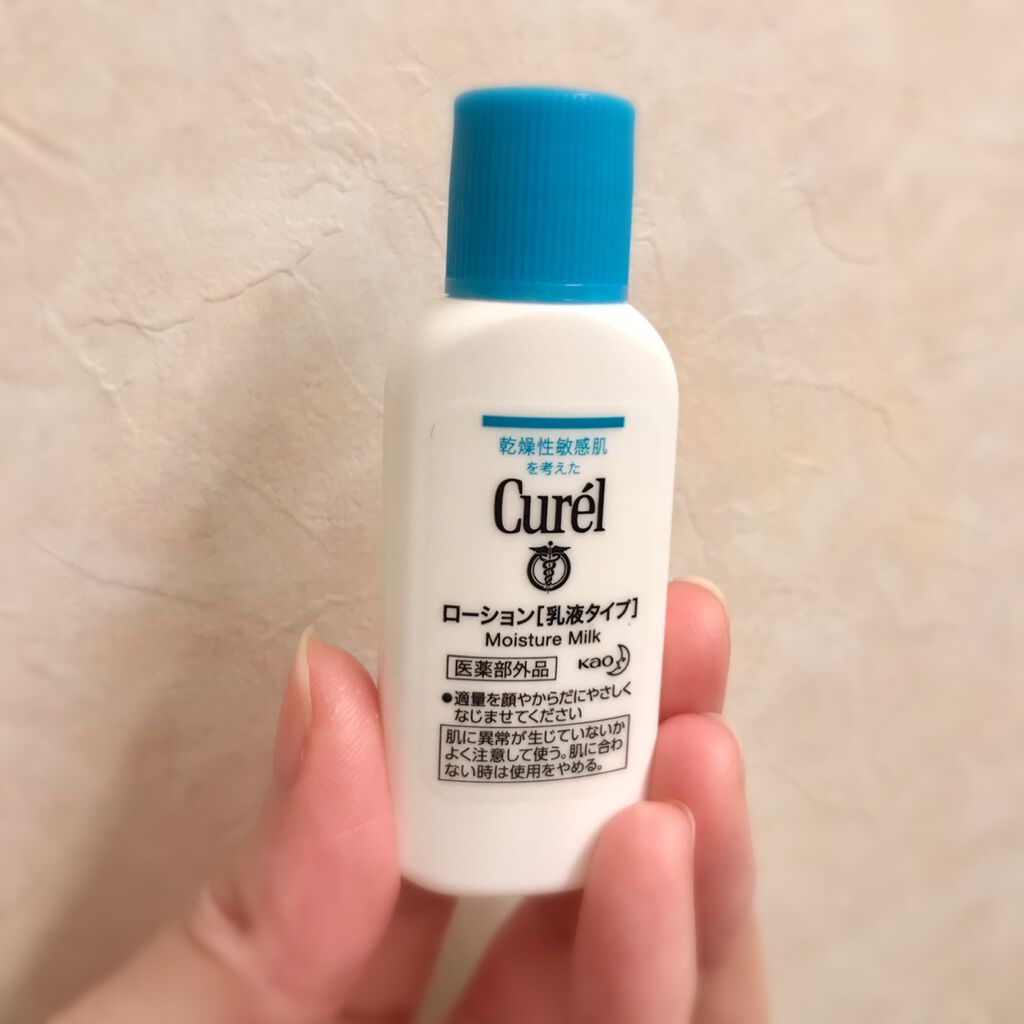 乾燥性敏感肌
を考えた
Curél
ローション[乳液タイプ]
Moisture Milk
医薬部外品 Kao
●適量を顔やからだにやさしく
なじませてください
肌に異常が生じていないか
よく注意して使う。肌に合わ
ない時は使用をやめる。